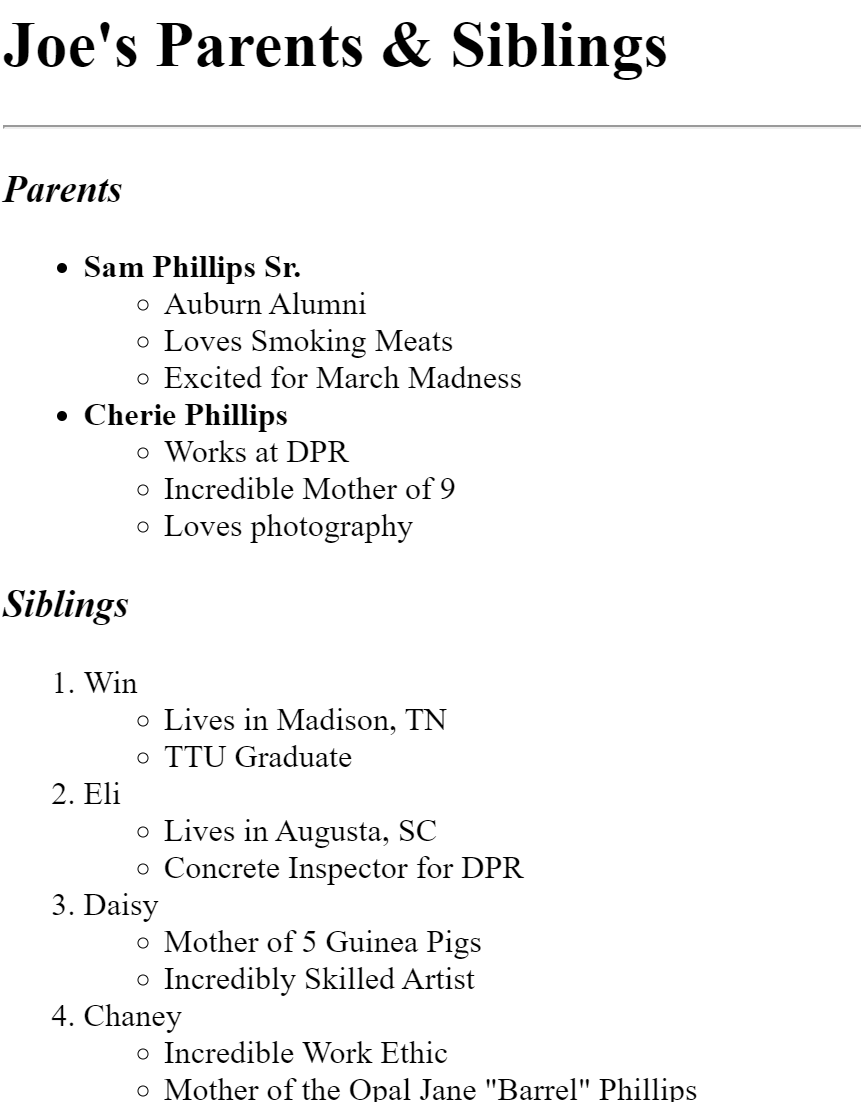 Joe's Parents & Siblings
Parents
• Sam Phillips Sr.
○ Auburn Alumni
○ Loves Smoking Meats
○ Excited for March Madness
• Cherie Phillips
○ Works at DPR
○ Incredible Mother of 9
○ Loves photography
Siblings
1. Win
○ Lives in Madison, TN
○ TTU Graduate
2. Eli
○ Lives in Augusta, SC
○ Concrete Inspector for DPR
3. Daisy
○ Mother of 5 Guinea Pigs
○ Incredibly Skilled Artist
4. Chaney
○ Incredible Work Ethic
○ Mother of the Opal Jane "Barrel" Phillips